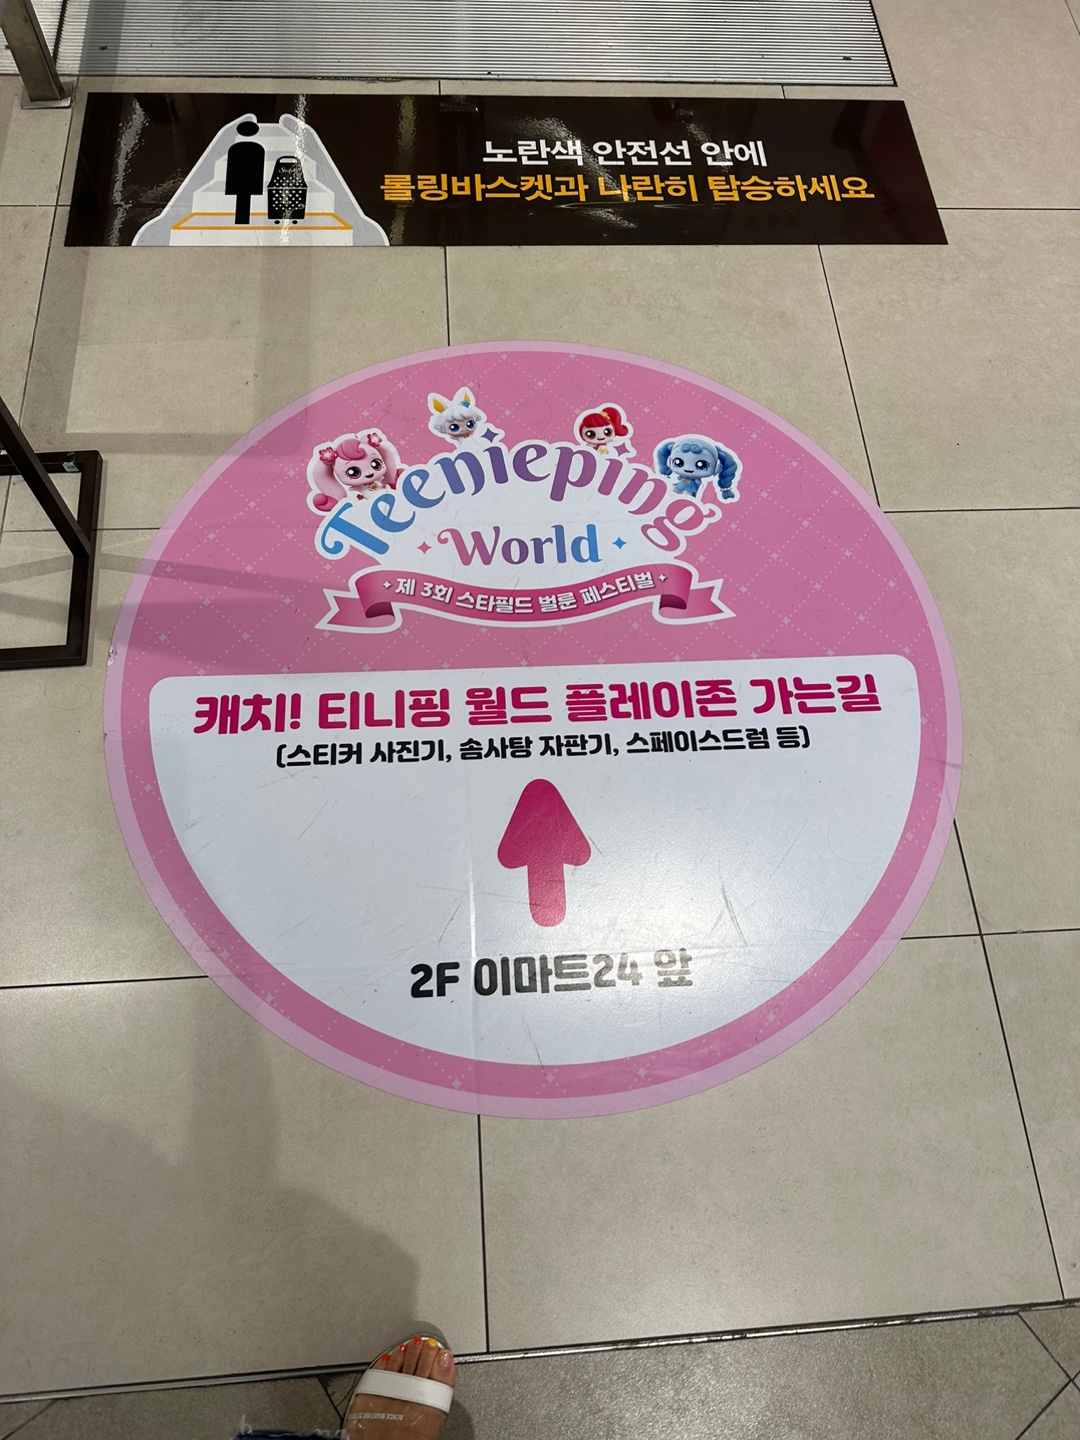 노란색 안전선 안에
롤링바스켓과 나란히 탑승하세요
Teenieping
World
제 3회 스타필드 벌룬 페스티벌
캐치! 티니핑 월드 플레이존 가는길
(스티커 사진기, 솜사탕 자판기, 스페이스드럼 등)
2F 이마트24 앞